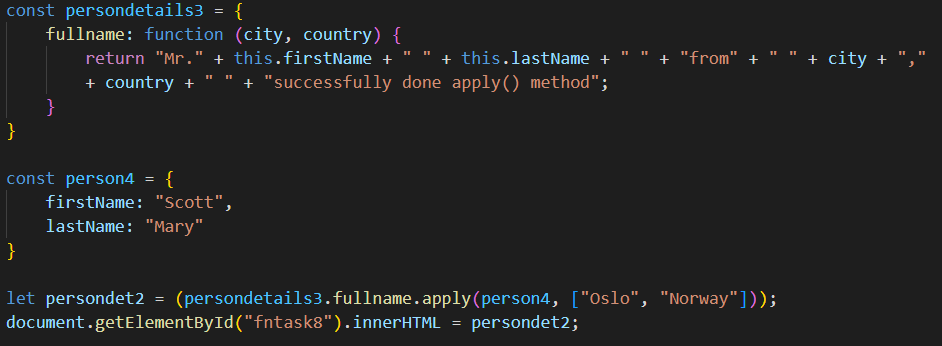 const persondetails3 = {
    fullname: function (city, country) {
        return "Mr." + this.firstName + " " + this.lastName + " " + "from" + " " + city + ","
        + country + " " + "successfully done apply() method";
    }
}

const person4 = {
    firstName: "Scott",
    lastName: "Mary"
}

let persondet2 = (persondetails3.fullname.apply(person4, ["Oslo", "Norway"]));
document.getElementById("fntask8").innerHTML = persondet2;